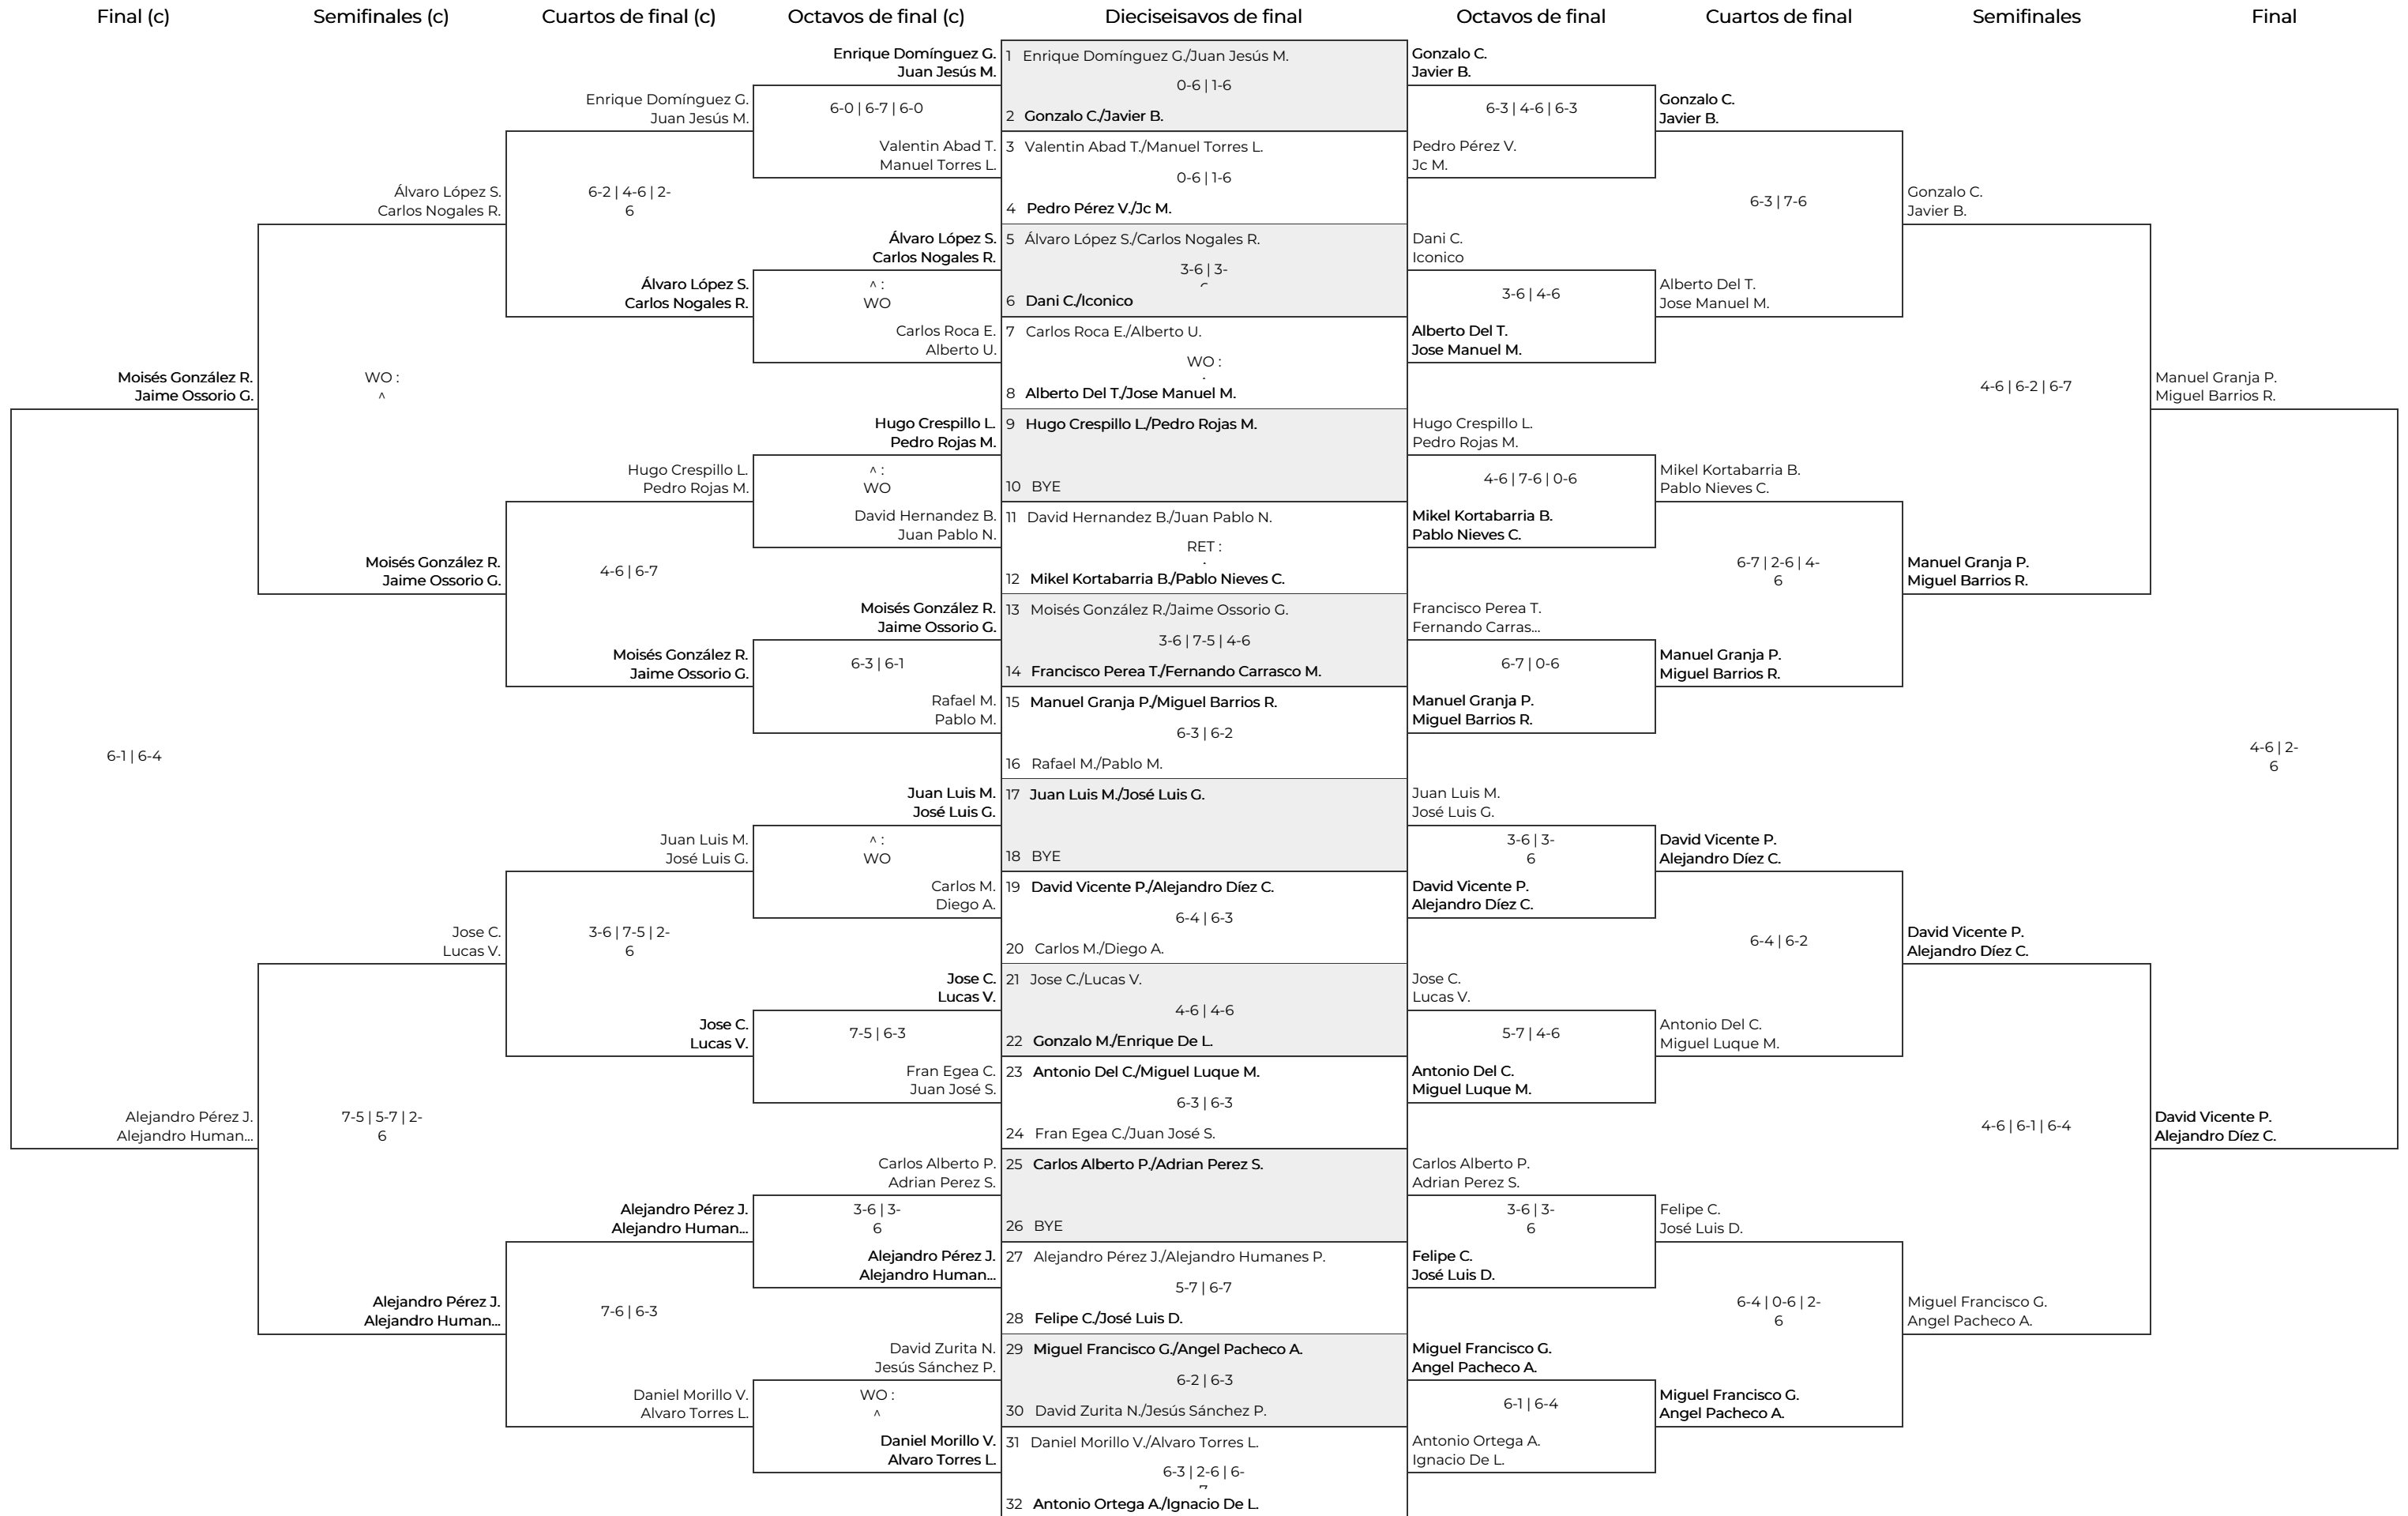 Final (c)
Semifinales (c)
Cuartos de final (c)
Octavos de final (c)
Dieciseisavos de final
Octavos de final
Cuartos de final
Semifinales
Final
Moisés González R.
Jaime Ossorio G.
6-1 | 6-4
Alejandro Pérez J.
Alejandro Human...
Álvaro López S.
Carlos Nogales R.
WO :
^
Moisés González R.
Jaime Ossorio G.
Jose C.
Lucas V.
7-5 | 5-7 | 2-
6
Alejandro Pérez J.
Alejandro Human...
Enrique Domínguez G.
Juan Jesús M.
6-2 | 4-6 | 2-
6
Álvaro López S.
Carlos Nogales R.
Hugo Crespillo L.
Pedro Rojas M.
4-6 | 6-7
Moisés González R.
Jaime Ossorio G.
Juan Luis M.
José Luis G.
3-6 | 7-5 | 2-
6
Jose C.
Lucas V.
Alejandro Pérez J.
Alejandro Human...
7-6 | 6-3
Daniel Morillo V.
Alvaro Torres L.
Enrique Domínguez G.
Juan Jesús M.
6-0 | 6-7 | 6-0
Valentin Abad T.
Manuel Torres L.
Álvaro López S.
Carlos Nogales R.
^ :
WO
Carlos Roca E.
Alberto U.
Hugo Crespillo L.
Pedro Rojas M.
^ :
WO
David Hernandez B.
Juan Pablo N.
Moisés González R.
Jaime Ossorio G.
6-3 | 6-1
Rafael M.
Pablo M.
Juan Luis M.
José Luis G.
^ :
WO
Carlos M.
Diego A.
Jose C.
Lucas V.
7-5 | 6-3
Fran Egea C.
Juan José S.
Carlos Alberto P.
Adrian Perez S.
3-6 | 3-
6
Alejandro Pérez J.
Alejandro Human...
David Zurita N.
Jesús Sánchez P.
WO :
^
Daniel Morillo V.
Alvaro Torres L.
1 Enrique Domínguez G./Juan Jesús M.
0-6 | 1-6
2 Gonzalo C./Javier B.
3 Valentin Abad T./Manuel Torres L.
0-6 | 1-6
4 Pedro Pérez V./Jc M.
5 Álvaro López S./Carlos Nogales R.
3-6 | 3-
6 Dani C./Iconico
7 Carlos Roca E./Alberto U.
WO :
8 Alberto Del T./Jose Manuel M.
9 Hugo Crespillo L./Pedro Rojas M.
10 BYE
11 David Hernandez B./Juan Pablo N.
RET :
12 Mikel Kortabarria B./Pablo Nieves C.
13 Moisés González R./Jaime Ossorio G.
3-6 | 7-5 | 4-6
14 Francisco Perea T./Fernando Carrasco M.
15 Manuel Granja P./Miguel Barrios R.
6-3 | 6-2
16 Rafael M./Pablo M.
17 Juan Luis M./José Luis G.
18 BYE
19 David Vicente P./Alejandro Díez C.
6-4 | 6-3
20 Carlos M./Diego A.
21 Jose C./Lucas V.
4-6 | 4-6
22 Gonzalo M./Enrique De L.
23 Antonio Del C./Miguel Luque M.
6-3 | 6-3
24 Fran Egea C./Juan José S.
25 Carlos Alberto P./Adrian Perez S.
26 BYE
27 Alejandro Pérez J./Alejandro Humanes P.
5-7 | 6-7
28 Felipe C./José Luis D.
29 Miguel Francisco G./Angel Pacheco A.
6-2 | 6-3
30 David Zurita N./Jesús Sánchez P.
31 Daniel Morillo V./Alvaro Torres L.
6-3 | 2-6 | 6-
32 Antonio Ortega A./Ignacio De L.
Gonzalo C.
Javier B.
6-3 | 4-6 | 6-3
Pedro Pérez V.
Jc M.
Dani C.
Iconico
3-6 | 4-6
Alberto Del T.
Jose Manuel M.
Hugo Crespillo L.
Pedro Rojas M.
4-6 | 7-6 | 0-6
Mikel Kortabarria B.
Pablo Nieves C.
Francisco Perea T.
Fernando Carras...
6-7 | 0-6
Manuel Granja P.
Miguel Barrios R.
Juan Luis M.
José Luis G.
3-6 | 3-
6
David Vicente P.
Alejandro Díez C.
Jose C.
Lucas V.
5-7 | 4-6
Antonio Del C.
Miguel Luque M.
Carlos Alberto P.
Adrian Perez S.
3-6 | 3-
6
Felipe C.
José Luis D.
Miguel Francisco G.
Angel Pacheco A.
6-1 | 6-4
Antonio Ortega A.
Ignacio De L.
Gonzalo C.
Javier B.
6-3 | 7-6
Alberto Del T.
Jose Manuel M.
Mikel Kortabarria B.
Pablo Nieves C.
6-7 | 2-6 | 4-
6
Manuel Granja P.
Miguel Barrios R.
David Vicente P.
Alejandro Díez C.
6-4 | 6-2
Antonio Del C.
Miguel Luque M.
Felipe C.
José Luis D.
6-4 | 0-6 | 2-
6
Miguel Francisco G.
Angel Pacheco A.
Gonzalo C.
Javier B.
4-6 | 6-2 | 6-7
Manuel Granja P.
Miguel Barrios R.
David Vicente P.
Alejandro Díez C.
4-6 | 6-1 | 6-4
Miguel Francisco G.
Angel Pacheco A.
Manuel Granja P.
Miguel Barrios R.
4-6 | 2-
6
David Vicente P.
Alejandro Díez C.